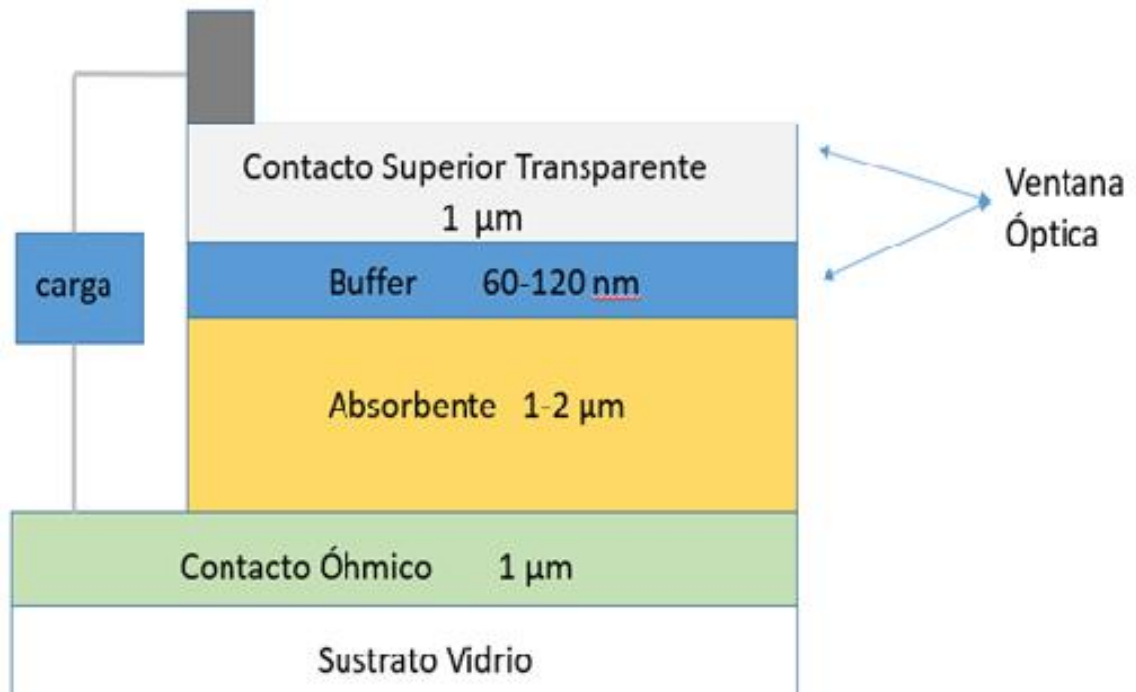 Contacto Superior Transparente
1 µm
Ventana
Óptica
carga
Buffer 60-120 nm
Absorbente 1-2 µm
Contacto Óhmico 1 µm
Sustrato Vidrio